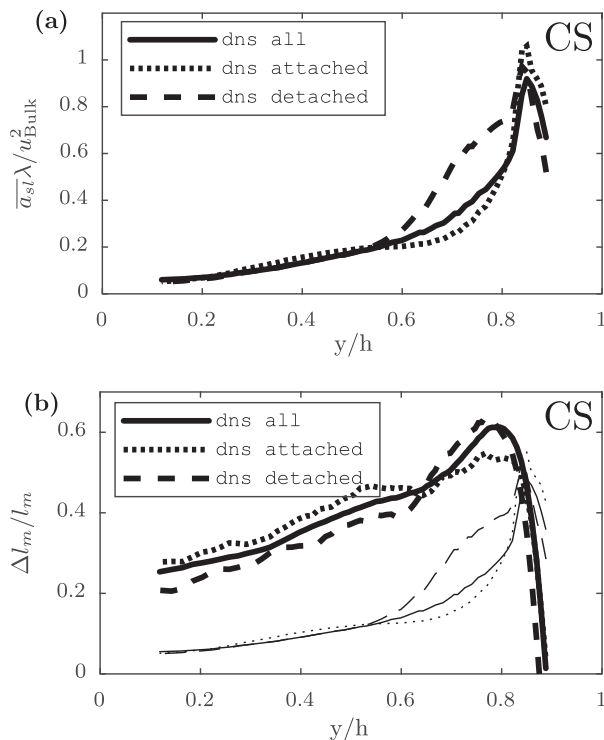 (a)
CS
dns all
dns attached
dns detached
1
0.8
0.6
0.4
0.2
0
0 0.2 0.4 0.6 0.8 1
y/h
$\overline{a_{sl}}\lambda/u^2_{\text{Bulk}}$
(b)
CS
dns all
dns attached
dns detached
0.6
0.4
0.2
0
0 0.2 0.4 0.6 0.8 1
y/h
$\Delta l_m/l_m$